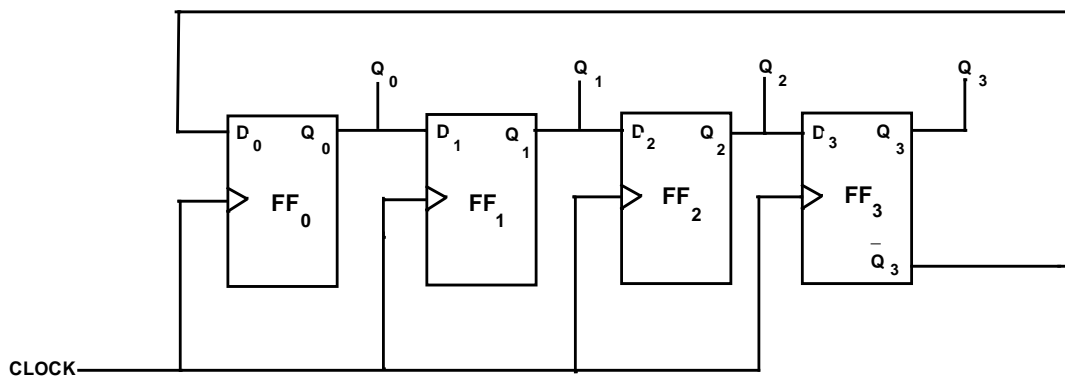 Q0
Q1
Q2
Q3
D0 Q0
D1 Q1
D2 Q2
D3 Q3
FF0
FF1
FF2
FF3
Q̅3
CLOCK